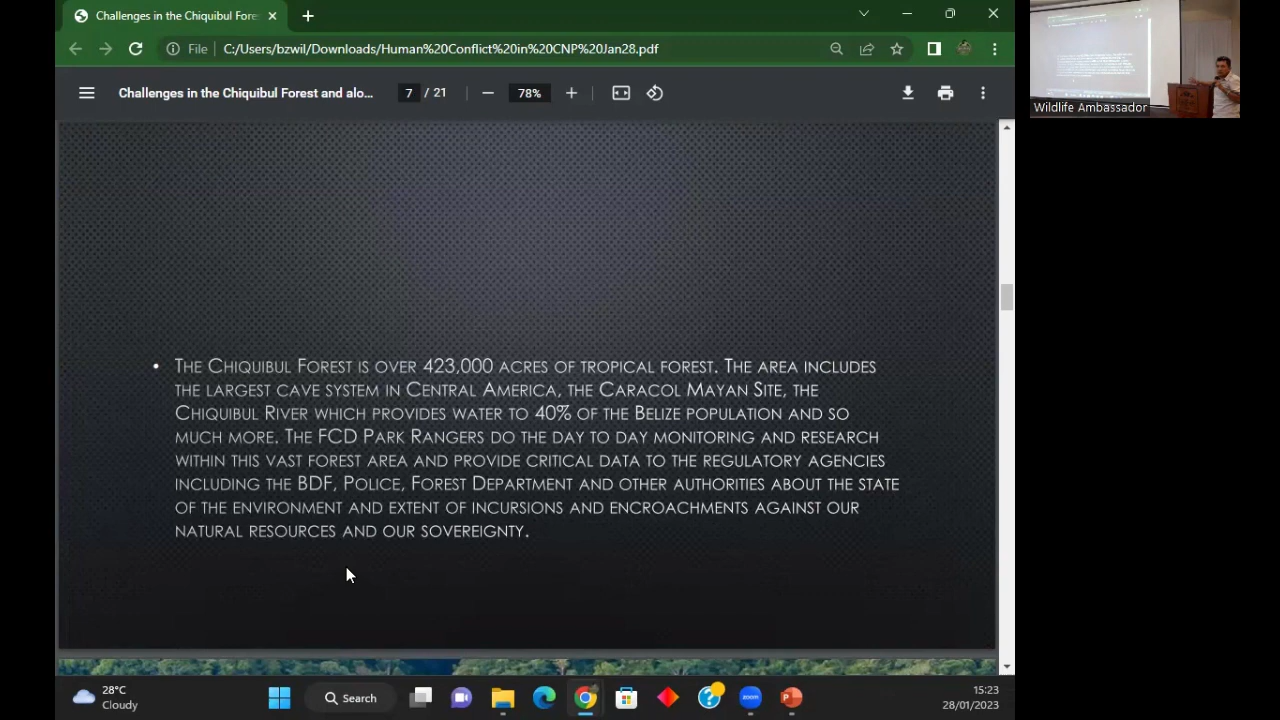 Challenges in the Chiquibul Fore
File
C:/Users/bzwil/Downloads/Human%20Conflict%20in%20CNP%20Jan28.pdf
Challenges in the Chiquibul Forest and alo...
7 / 21
78%
Wildlife Ambassador
• The Chiquibul Forest is over 423,000 acres of tropical forest. The area includes
the largest cave system in Central America, the Caracol Mayan Site, the
Chiquibul River which provides water to 40% of the Belize population and so
much more. The FCD Park Rangers do the day to day monitoring and research
within this vast forest area and provide critical data to the regulatory agencies
including the BDF, Police, Forest Department and other authorities about the state
of the environment and extent of incursions and encroachments against our
natural resources and our sovereignty.
28°C
Cloudy
Search
zoom
15:23
28/01/2023